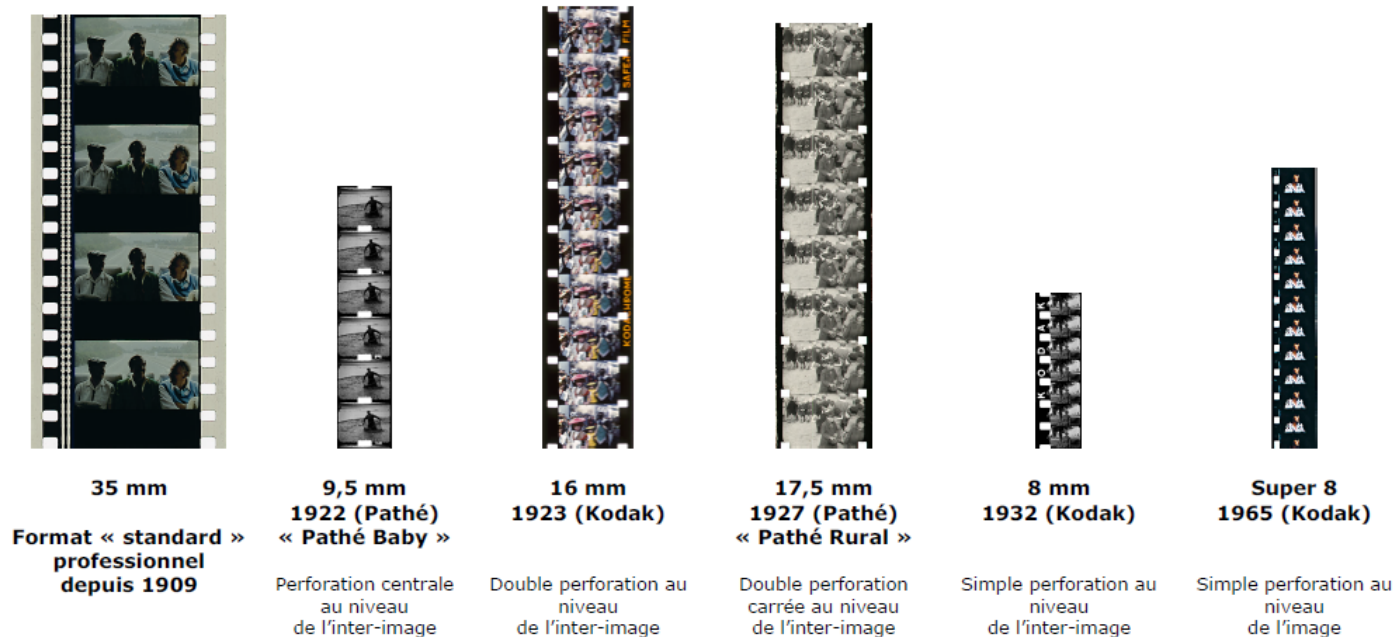 SAFETY FILM
KODACHROME
KODAK
35 mm
Format « standard »
professionnel
depuis 1909
9,5 mm
1922 (Pathé)
« Pathé Baby »
Perforation centrale
au niveau
de l’inter-image
16 mm
1923 (Kodak)
Double perforation au
niveau
de l’inter-image
17,5 mm
1927 (Pathé)
« Pathé Rural »
Double perforation
carrée au niveau
de l’inter-image
8 mm
1932 (Kodak)
Simple perforation au
niveau
de l’inter-image
Super 8
1965 (Kodak)
Simple perforation au
niveau
de l’image